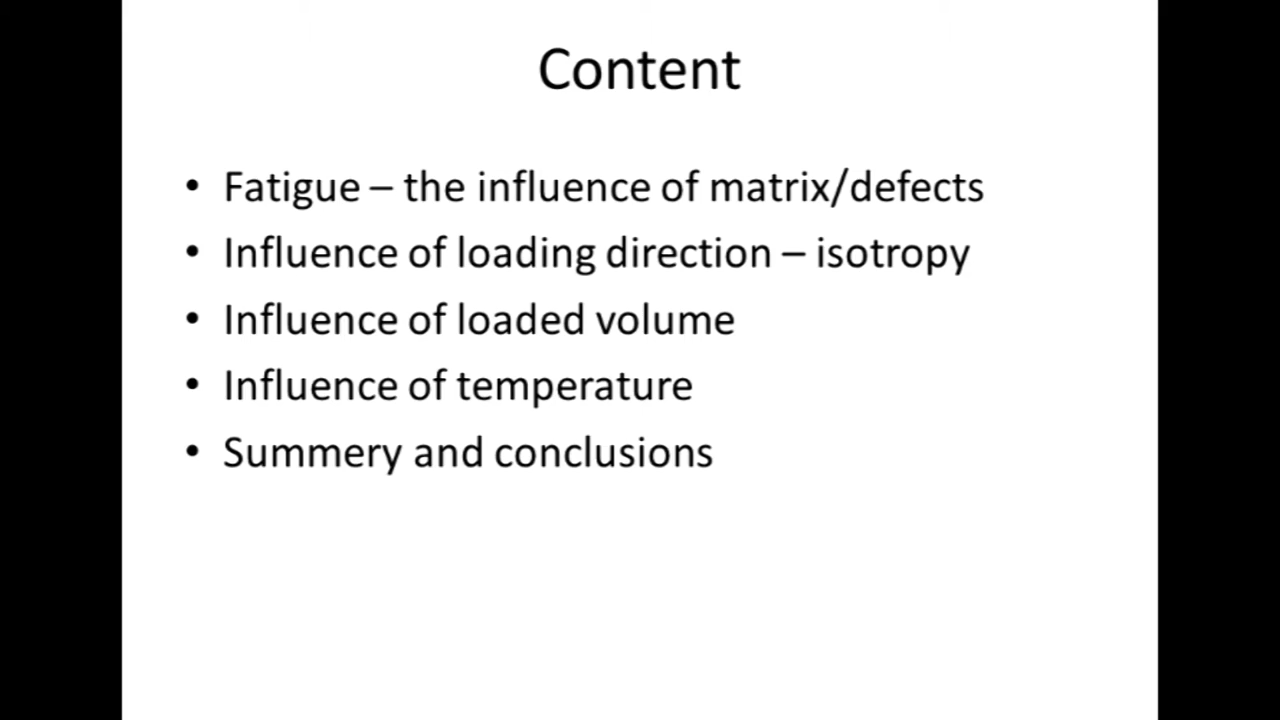 Content
• Fatigue – the influence of matrix/defects
• Influence of loading direction – isotropy
• Influence of loaded volume
• Influence of temperature
• Summery and conclusions